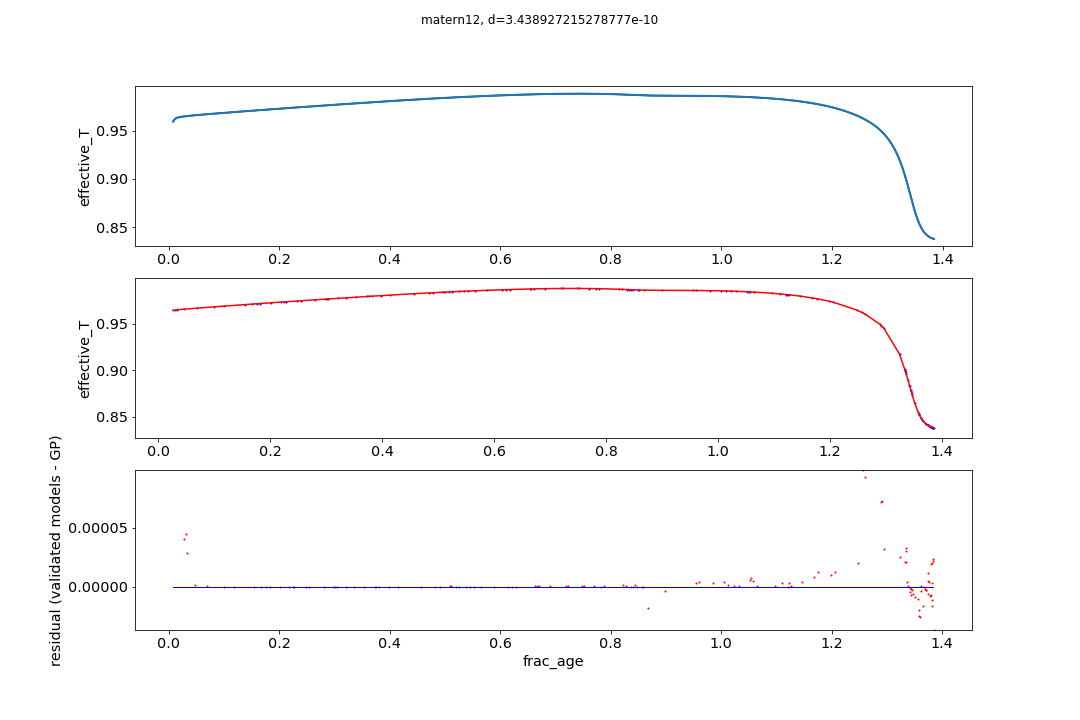 matern12, d=3.438927215278777e-10
effective_T
0.95
0.90
0.85
0.0 0.2 0.4 0.6 0.8 1.0 1.2 1.4
effective_T
0.95
0.90
0.85
0.0 0.2 0.4 0.6 0.8 1.0 1.2 1.4
residual (validated models - GP)
0.00005
0.00000
0.0 0.2 0.4 0.6 0.8 1.0 1.2 1.4
frac_age